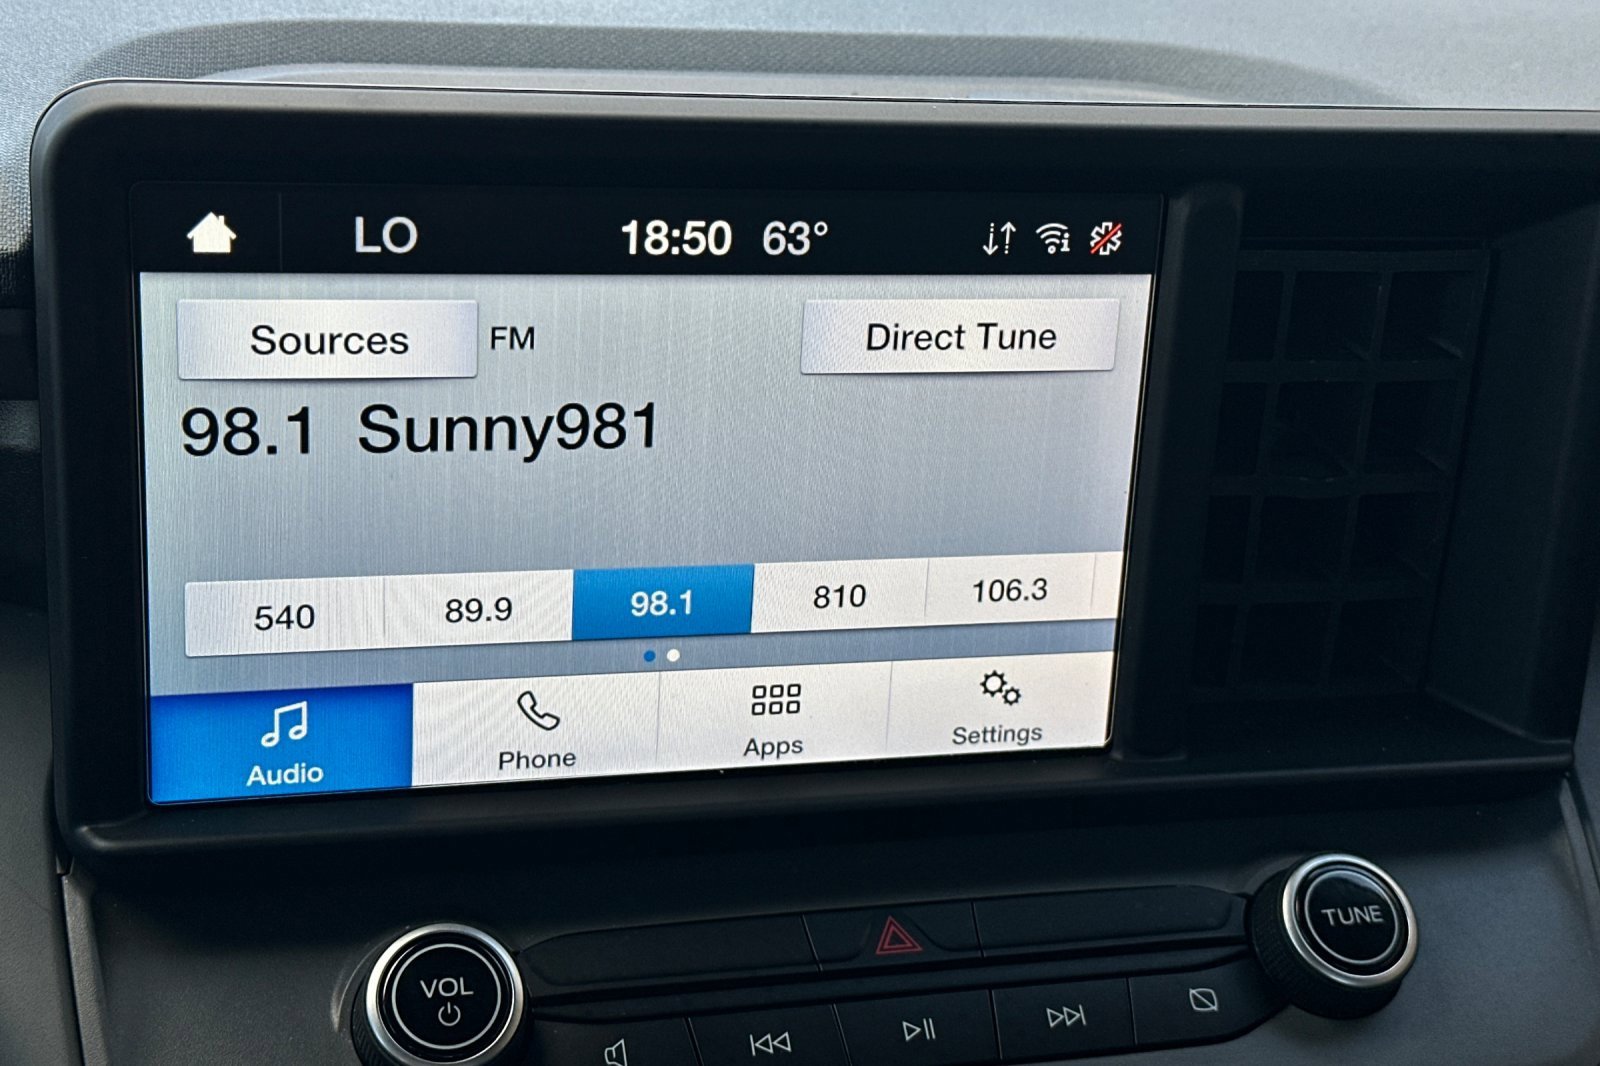 LO 18:50 63°
Sources FM Direct Tune
98.1 Sunny981
540 89.9 98.1 810 106.3
Audio Phone Apps Settings
TUNE
VOL